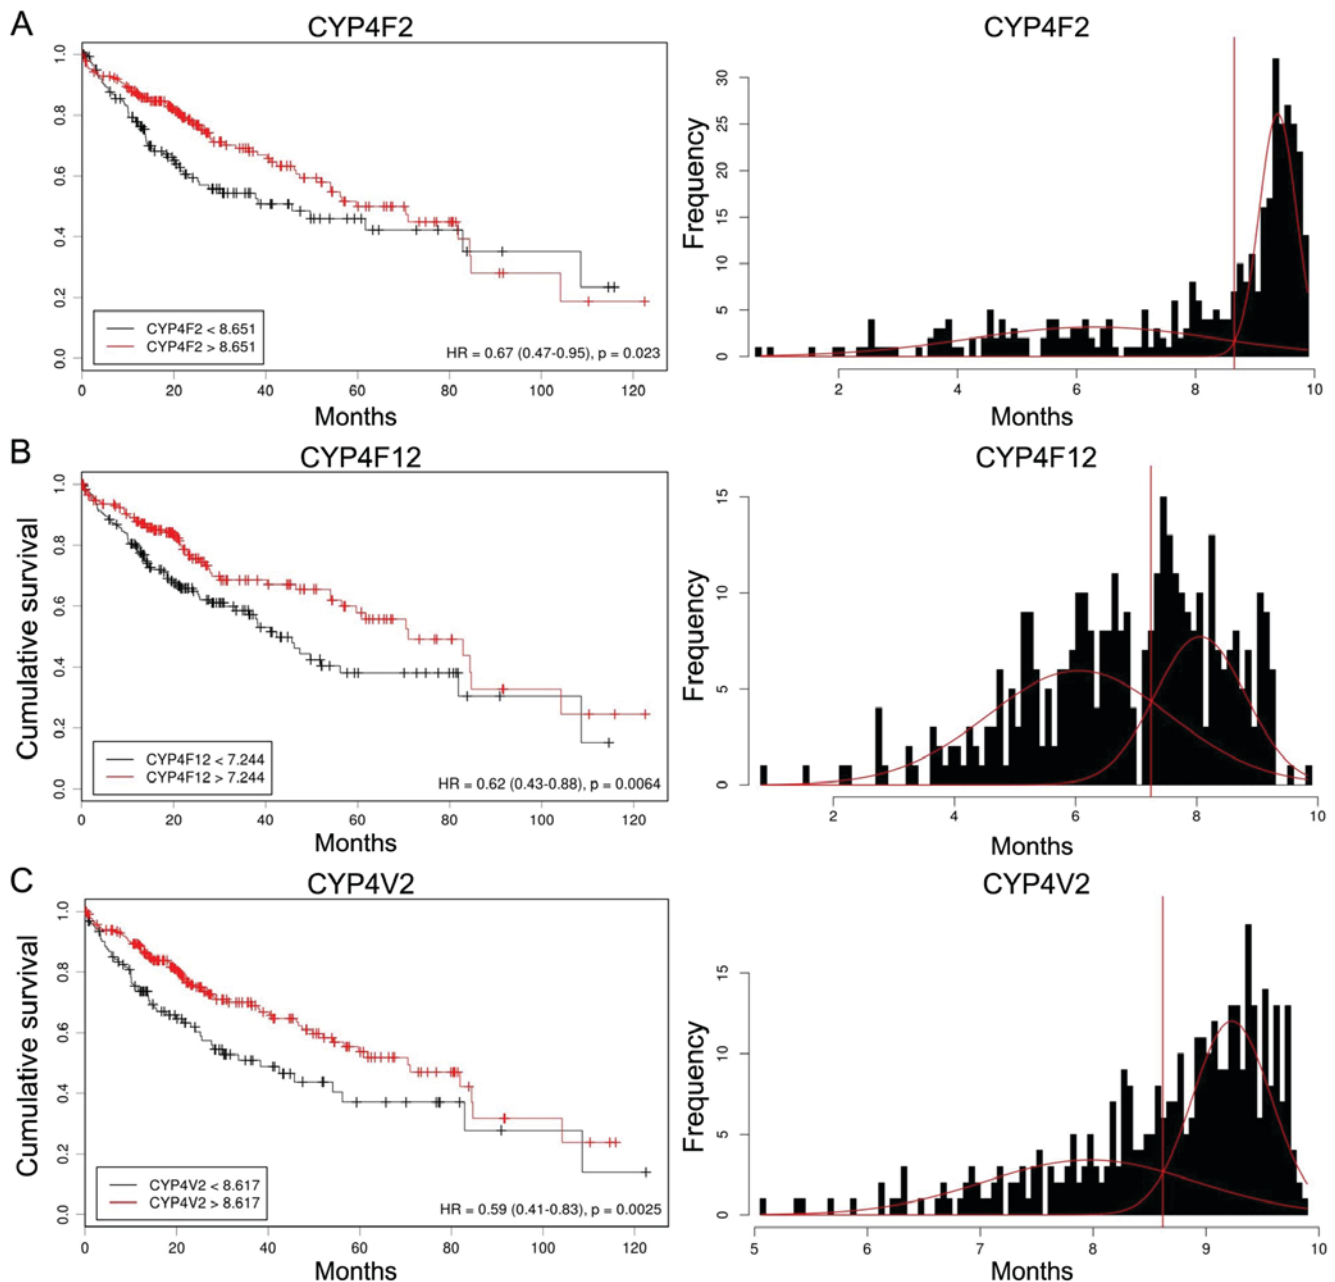 A
CYP4F2
1.0
0.8
0.6
0.4
0.2
0.0
CYP4F2 < 8.651
CYP4F2 > 8.651
HR = 0.67 (0.47-0.95), p = 0.023
0 20 40 60 80 100 120
Months
CYP4F2
Frequency
30
25
20
15
10
5
0
2 4 6 8 10
Months
B
CYP4F12
Cumulative survival
1.0
0.8
0.6
0.4
0.2
0.0
CYP4F12 < 7.244
CYP4F12 > 7.244
HR = 0.62 (0.43-0.88), p = 0.0064
0 20 40 60 80 100 120
Months
CYP4F12
Frequency
15
10
5
0
2 4 6 8 10
Months
C
CYP4V2
Cumulative survival
1.0
0.8
0.6
0.4
0.2
0.0
CYP4V2 < 8.617
CYP4V2 > 8.617
HR = 0.59 (0.41-0.83), p = 0.0025
0 20 40 60 80 100 120
Months
CYP4V2
Frequency
15
10
5
0
5 6 7 8 9 10
Months